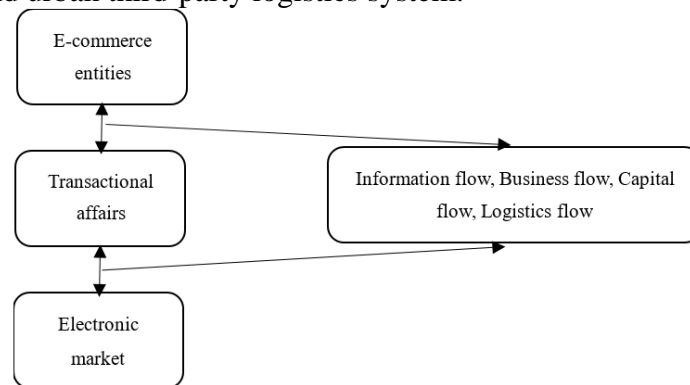 urban third-party logistics system.
E-commerce
entities
Transactional
affairs
Information flow, Business flow, Capital
flow, Logistics flow
Electronic
market